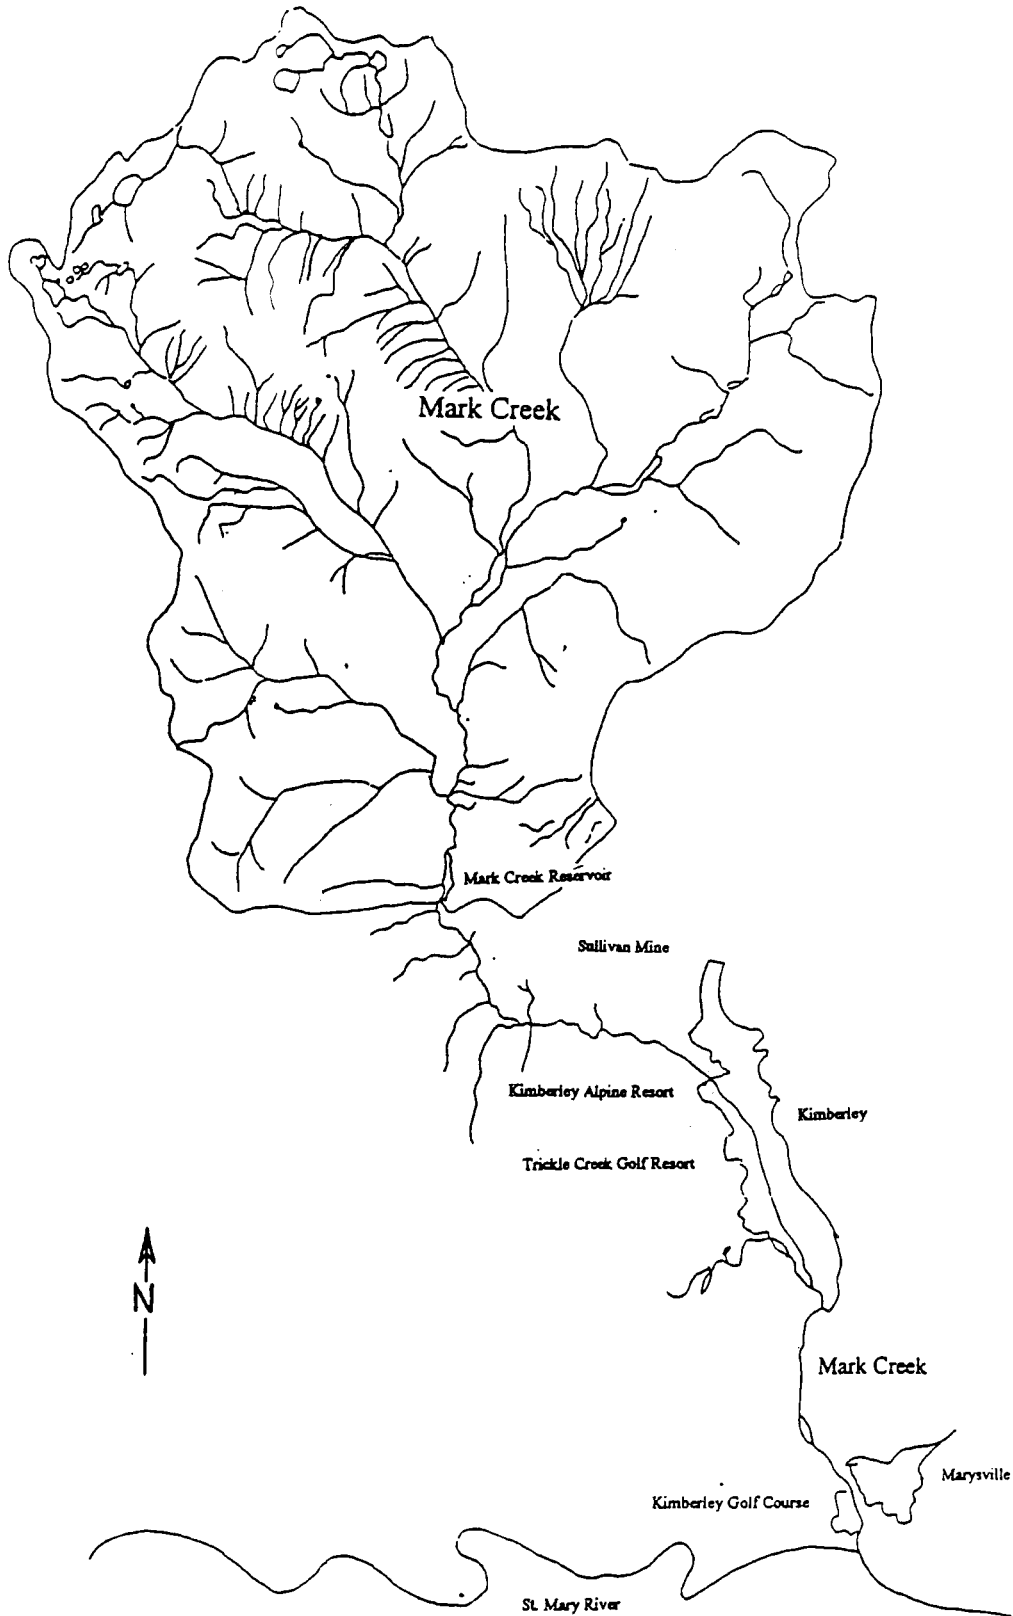 Mark Creek
Mark Creek Reservoir
Sullivan Mine
Kimberley Alpine Resort
Kimberley
Trickle Creek Golf Resort
N
Mark Creek
Marysville
Kimberley Golf Course
St. Mary River